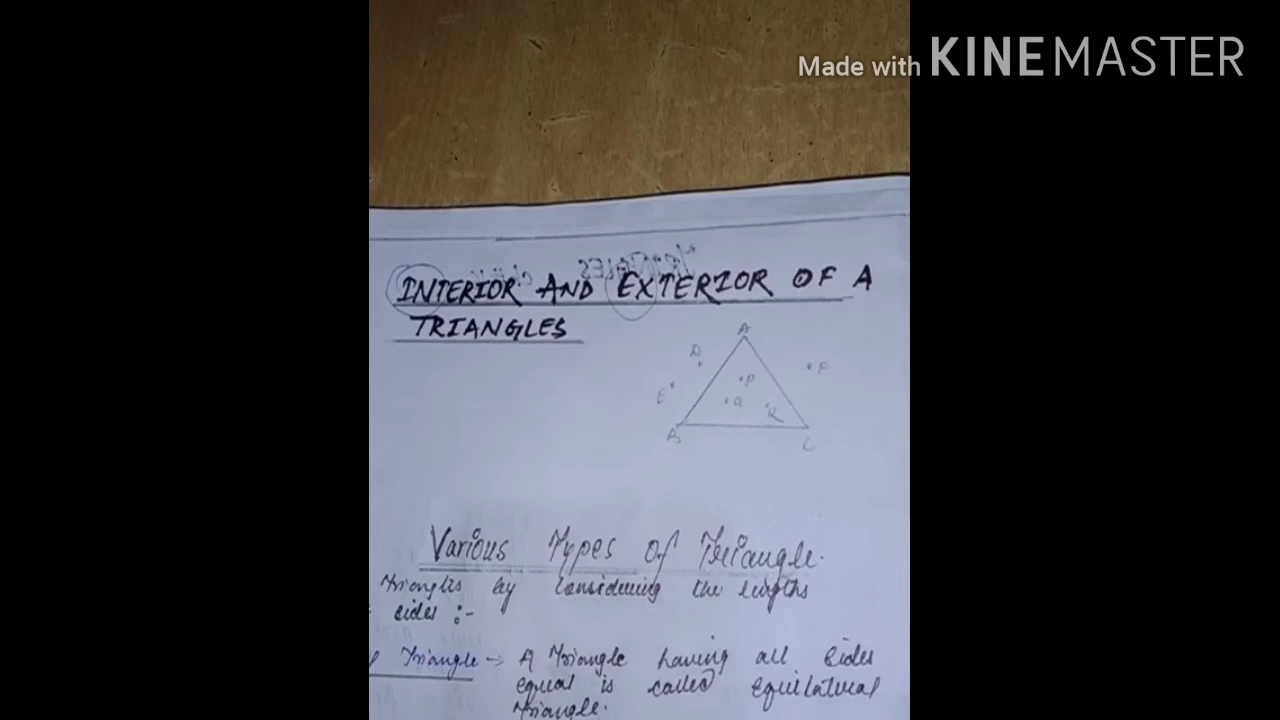 Made with KINEMASTER
INTERIOR AND EXTERIOR OF A
TRIANGLES
A
D
F
P
E
Q
R
B
C
Various Types of Triangle.
Triangles by considering the lengths
sides :-
Triangle → A Triangle having all sides
equal is called Equilateral
Triangle.